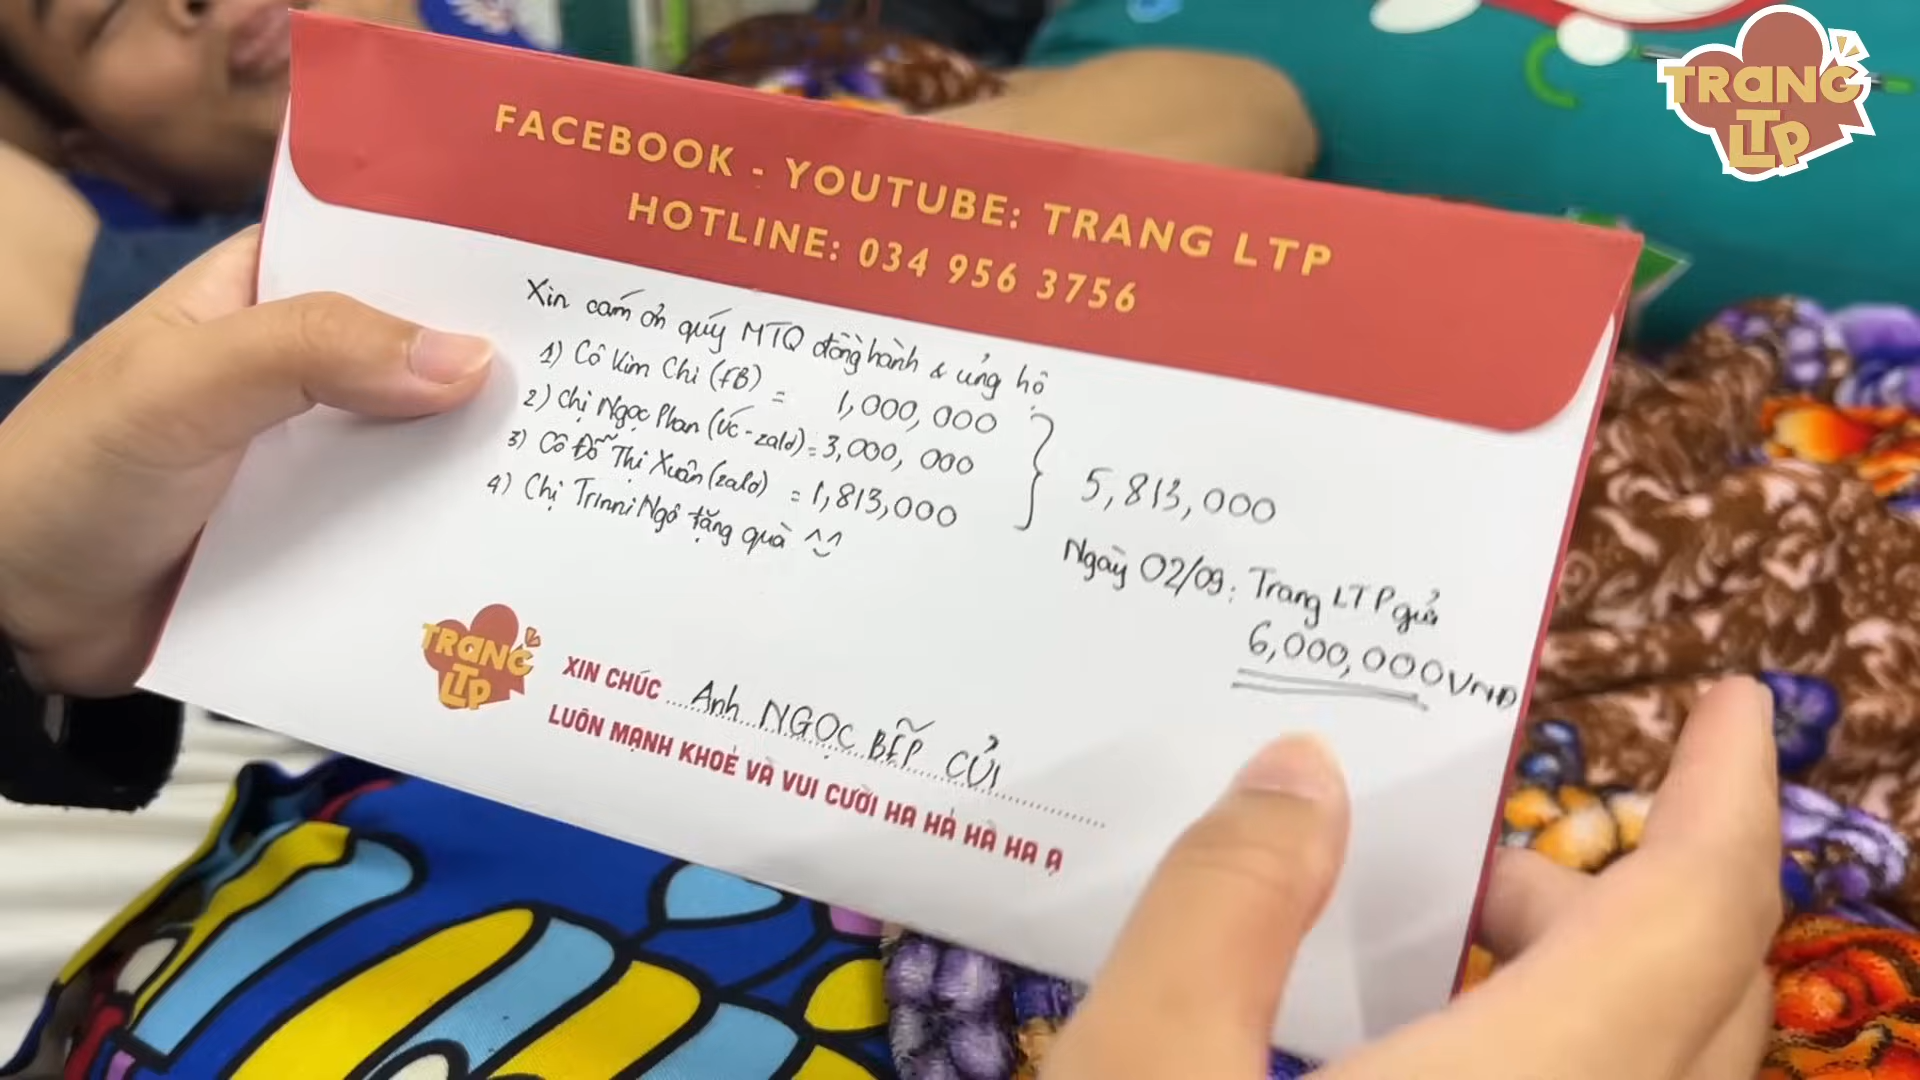 TRANG
LTP
FACEBOOK - YOUTUBE: TRANG LTP
HOTLINE: 034 956 3756
Xin cám ơn quý MTQ đồng hành & ủng hộ
1) Cô Kim Chi (FB) = 1,000,000
2) Chị Ngọc Phan (Úc-zalo) = 3,000,000
3) Cô Đỗ Thị Xuân (zalo) = 1,813,000
4) Chị Trinni Ngô tặng quà ^^
5,813,000
Ngày 02/09: Trang LTP gửi
6,000,000 VNĐ
TRANG
LTP
XIN CHÚC Anh NGỌC BẾP CỦI
LUÔN MẠNH KHOẺ VÀ VUI CƯỜI HA HẢ HÀ HA Ạ